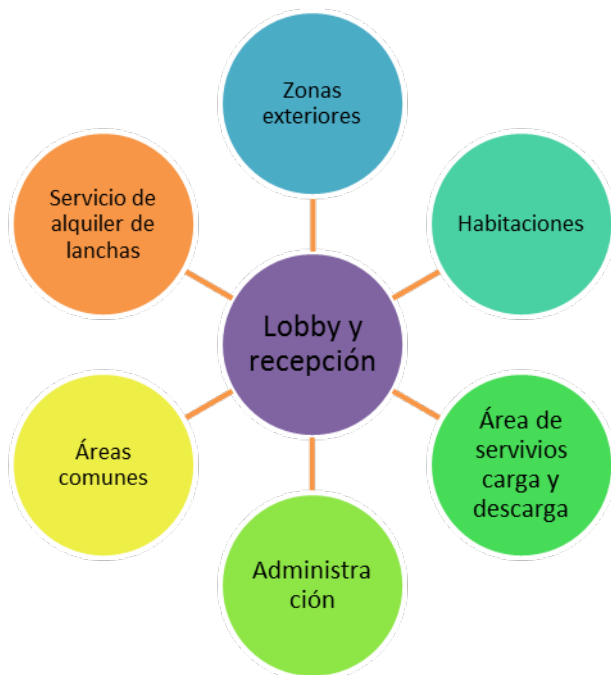 Zonas
exteriores
Servicio de
alquiler de
lanchas
Habitaciones
Lobby y
recepción
Áreas
comunes
Área de
servivios
carga y
descarga
Administra
ción